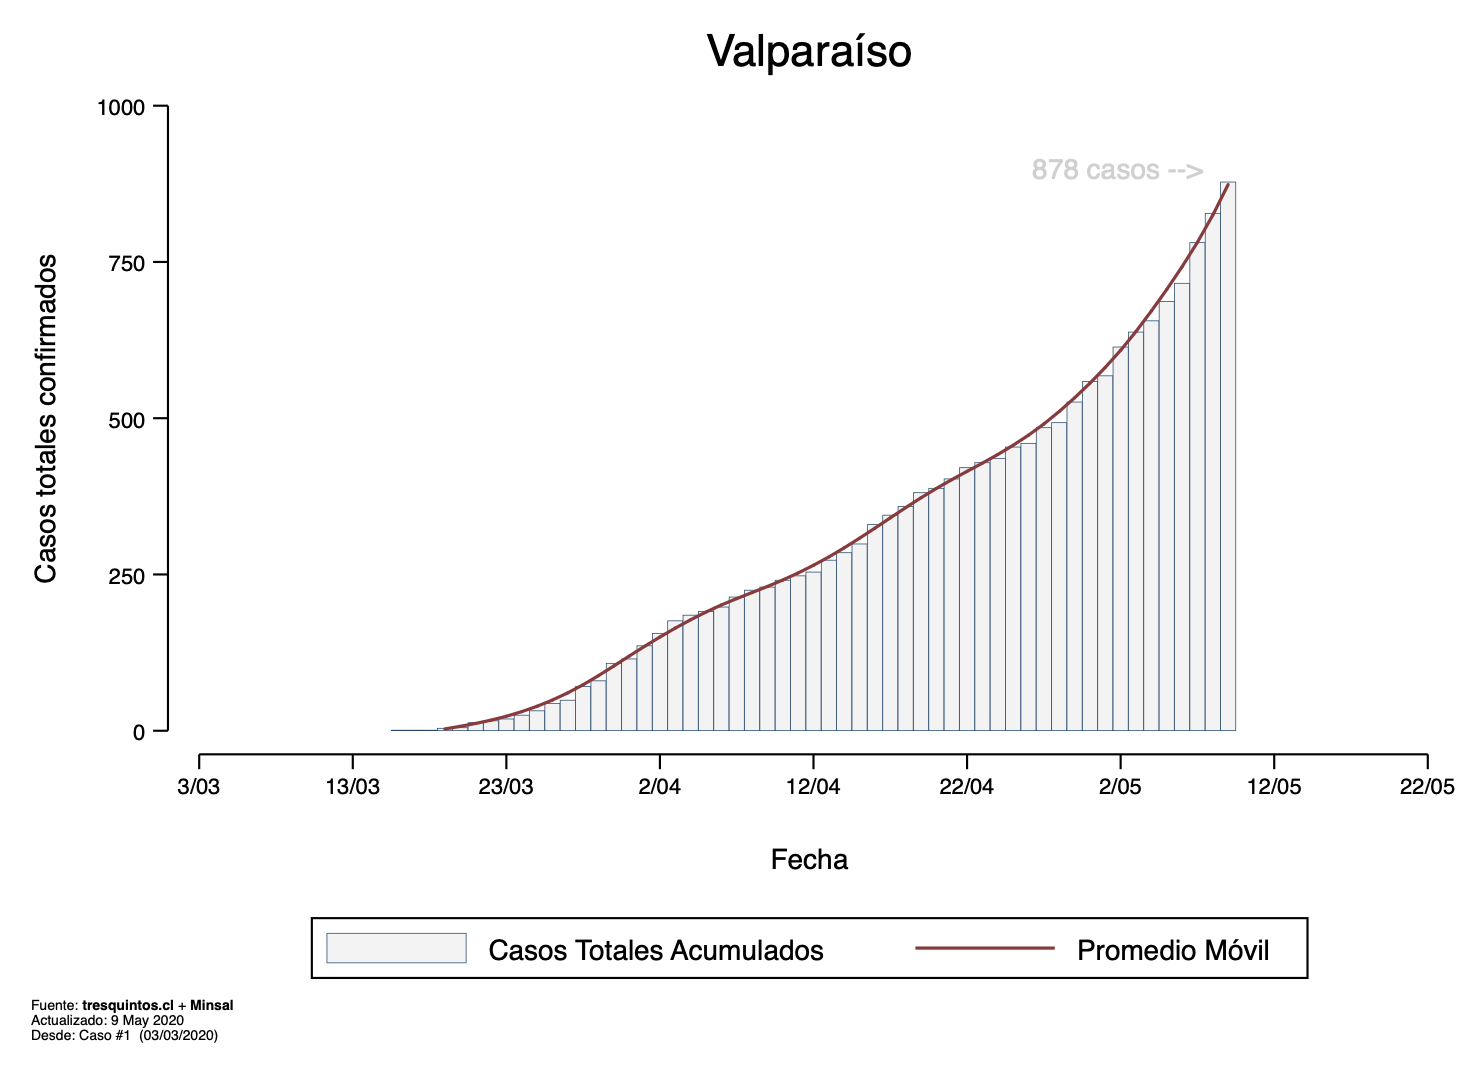 Valparaíso
1000
878 casos -->
750
500
250
0
Casos totales confirmados
3/03
13/03
23/03
2/04
12/04
22/04
2/05
12/05
22/05
Fecha
Casos Totales Acumulados
Promedio Móvil
Fuente: tresquintos.cl + Minsal
Actualizado: 9 May 2020
Desde: Caso #1 (03/03/2020)